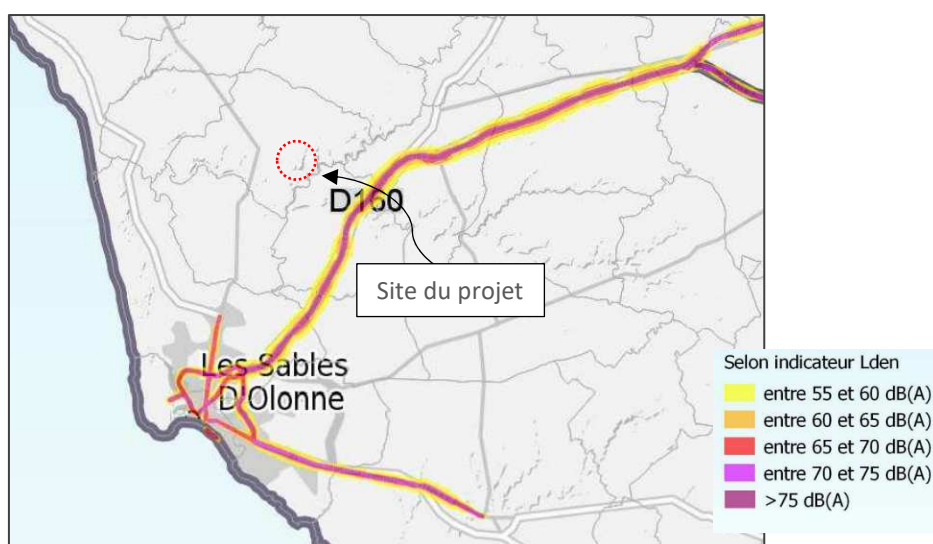 D160
Site du projet
Les Sables
D'Olonne
Selon indicateur Lden
entre 55 et 60 dB(A)
entre 60 et 65 dB(A)
entre 65 et 70 dB(A)
entre 70 et 75 dB(A)
>75 dB(A)